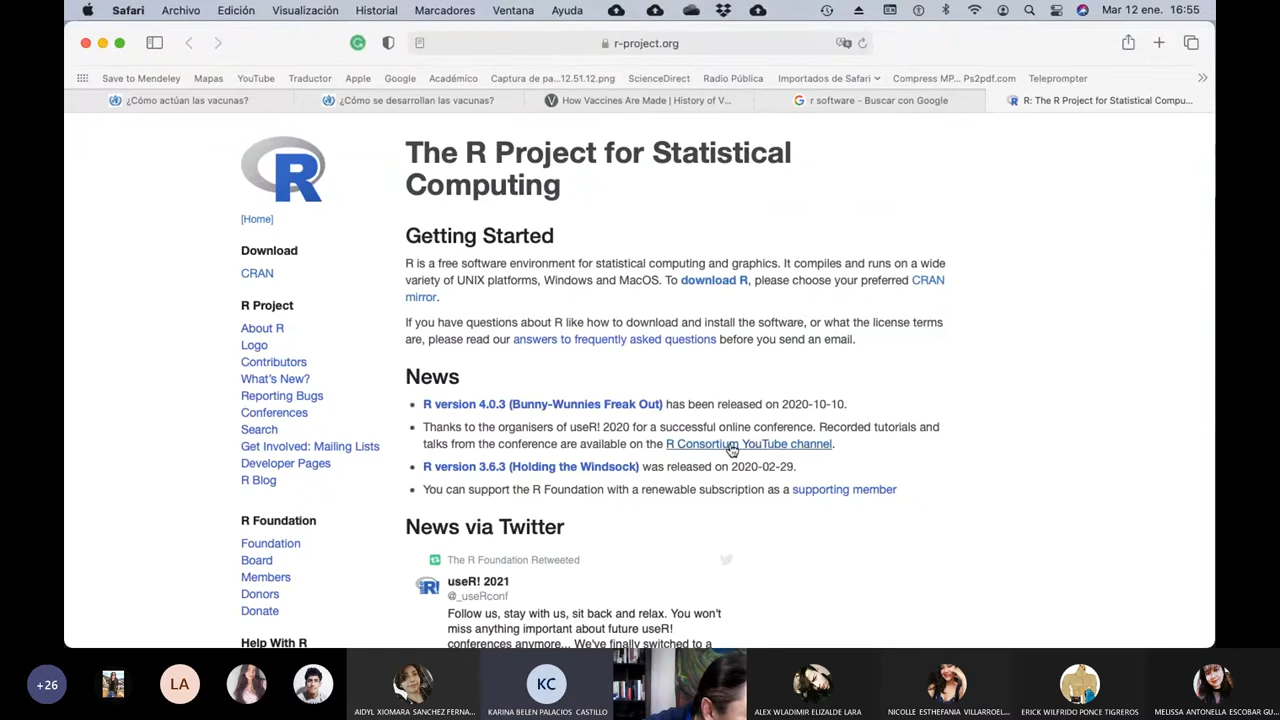 Safari Archivo Edición Visualización Historial Marcadores Ventana Ayuda Mar 12 ene. 16:55
r-project.org
Save to Mendeley Mapas YouTube Traductor Apple Google Académico Captura de pa...12.51.12.png ScienceDirect Radio Pública Importados de Safari Compress MP... Ps2pdf.com Teleprompter
¿Cómo actúan las vacunas? ¿Cómo se desarrollan las vacunas? How Vaccines Are Made | History of V... r software - Buscar con Google R: The R Project for Statistical Compu...
R
[Home]
Download
CRAN
R Project
About R
Logo
Contributors
What's New?
Reporting Bugs
Conferences
Search
Get Involved: Mailing Lists
Developer Pages
R Blog
R Foundation
Foundation
Board
Members
Donors
Donate
Help With R
The R Project for Statistical
Computing
Getting Started
R is a free software environment for statistical computing and graphics. It compiles and runs on a wide
variety of UNIX platforms, Windows and MacOS. To download R, please choose your preferred CRAN
mirror.
If you have questions about R like how to download and install the software, or what the license terms
are, please read our answers to frequently asked questions before you send an email.
News
• R version 4.0.3 (Bunny-Wunnies Freak Out) has been released on 2020-10-10.
• Thanks to the organisers of useR! 2020 for a successful online conference. Recorded tutorials and
talks from the conference are available on the R Consortium YouTube channel.
• R version 3.6.3 (Holding the Windsock) was released on 2020-02-29.
• You can support the R Foundation with a renewable subscription as a supporting member
News via Twitter
The R Foundation Retweeted
useR! 2021
@_useRconf
Follow us, stay with us, sit back and relax. You won't
miss anything important about future useR!
conferences anymore... We've finally switched to a
+26 LA KC
AIDYL XIOMARA SANCHEZ FERNA... KARINA BELEN PALACIOS CASTILLO ALEX WLADIMIR ELIZALDE LARA NICOLLE ESTHEFANIA VILLARROEL... ERICK WILFRIDO PONCE TIGREROS MELISSA ANTONELLA ESCOBAR GU...